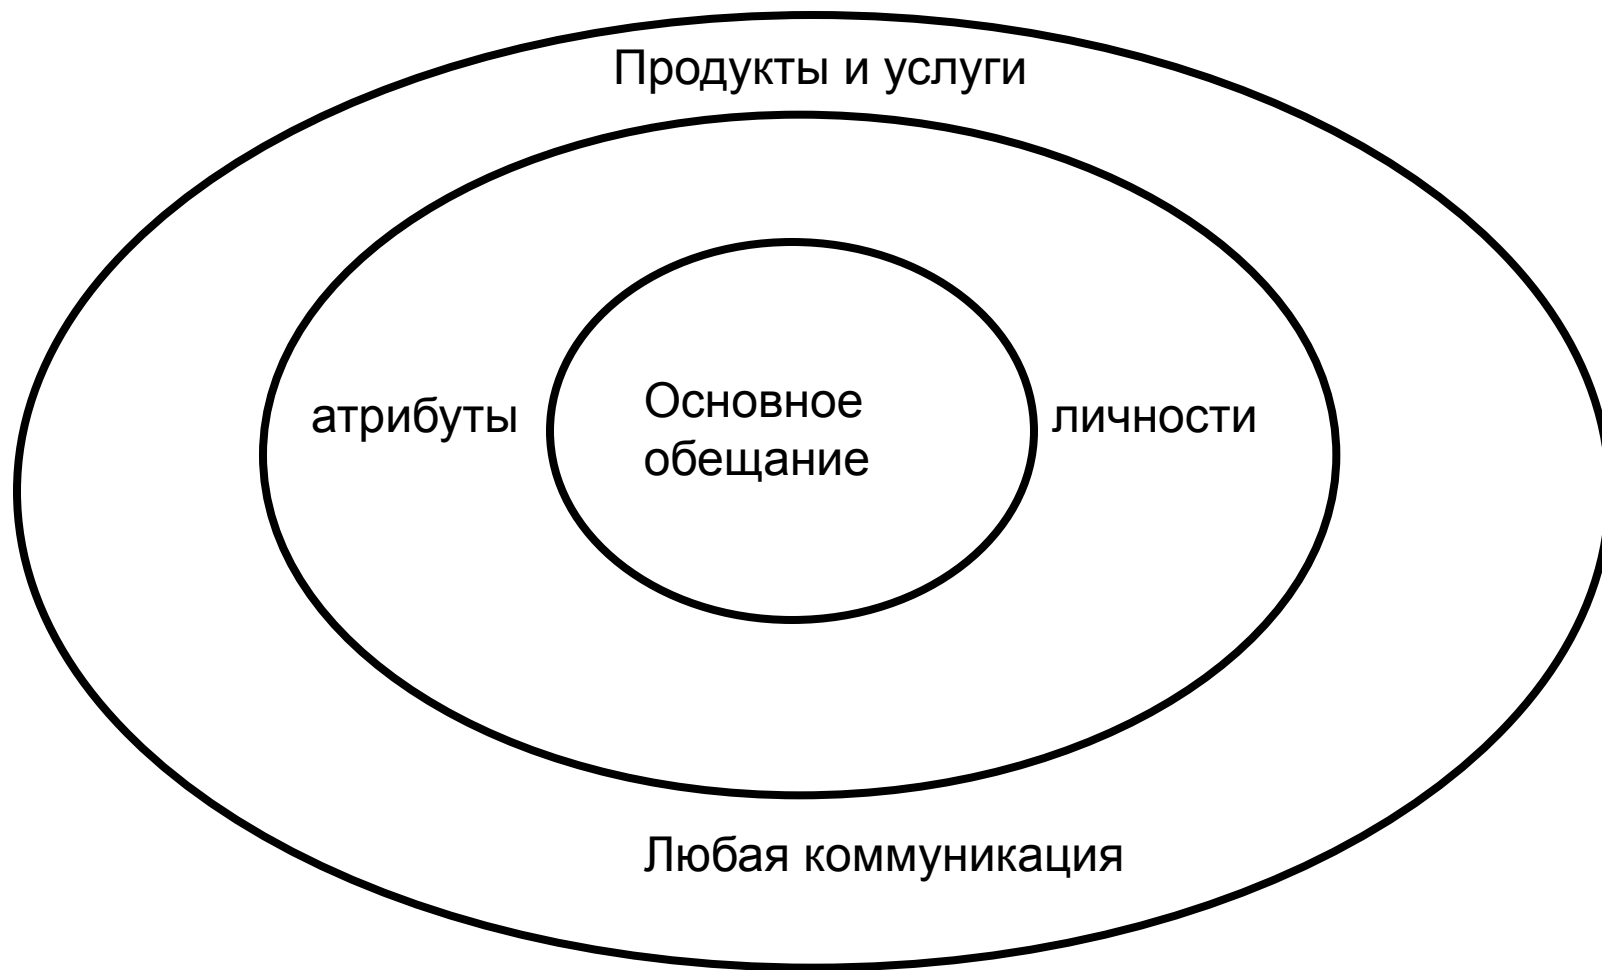 Продукты и услуги
атрибуты
Основное
обещание
личности
Любая коммуникация